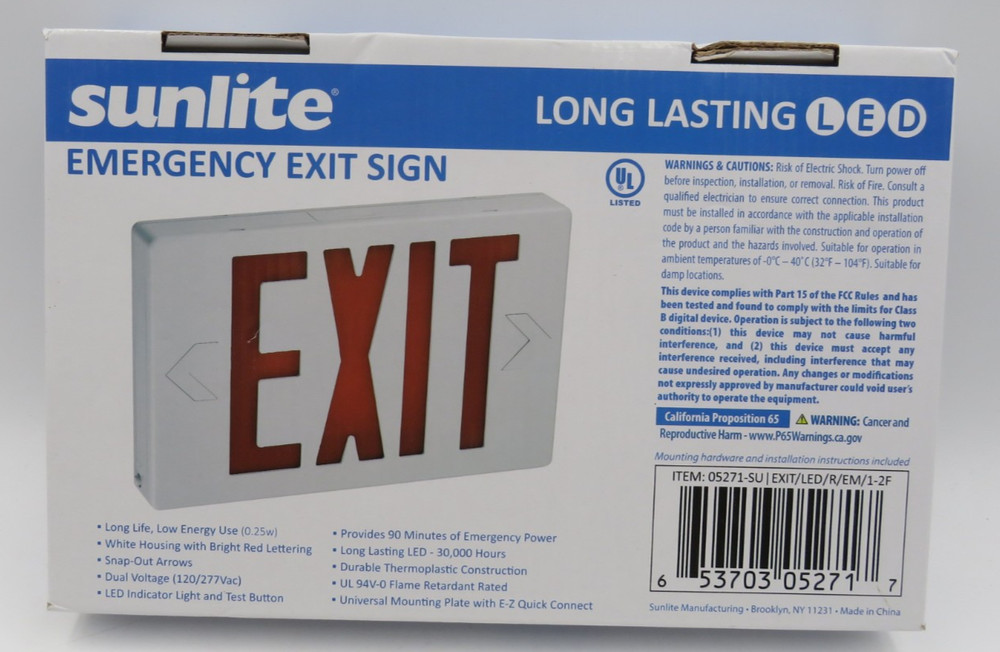 sunlite®
LONG LASTING LED
EMERGENCY EXIT SIGN
UL
LISTED
EXIT
WARNINGS & CAUTIONS: Risk of Electric Shock. Turn power off
before inspection, installation, or removal. Risk of Fire. Consult a
qualified electrician to ensure correct connection. This product
must be installed in accordance with the applicable installation
code by a person familiar with the construction and operation of
the product and the hazards involved. Suitable for operation in
ambient temperatures of -0°C – 40˚C (32°F – 104°F). Suitable for
damp locations.
This device complies with Part 15 of the FCC Rules and has
been tested and found to comply with the limits for Class
B digital device. Operation is subject to the following two
conditions:(1) this device may not cause harmful
interference, and (2) this device must accept any
interference received, including interference that may
cause undesired operation. Any changes or modifications
not expressly approved by manufacturer could void user's
authority to operate the equipment.
California Proposition 65 ⚠ WARNING: Cancer and
Reproductive Harm - www.P65Warnings.ca.gov
Mounting hardware and installation instructions included
ITEM: 05271-SU | EXIT/LED/R/EM/1-2F
6 53703 05271 7
Sunlite Manufacturing • Brooklyn, NY 11231 • Made in China
• Long Life, Low Energy Use (0.25w)
• White Housing with Bright Red Lettering
• Snap-Out Arrows
• Dual Voltage (120/277Vac)
• LED Indicator Light and Test Button
• Provides 90 Minutes of Emergency Power
• Long Lasting LED - 30,000 Hours
• Durable Thermoplastic Construction
• UL 94V-0 Flame Retardant Rated
• Universal Mounting Plate with E-Z Quick Connect